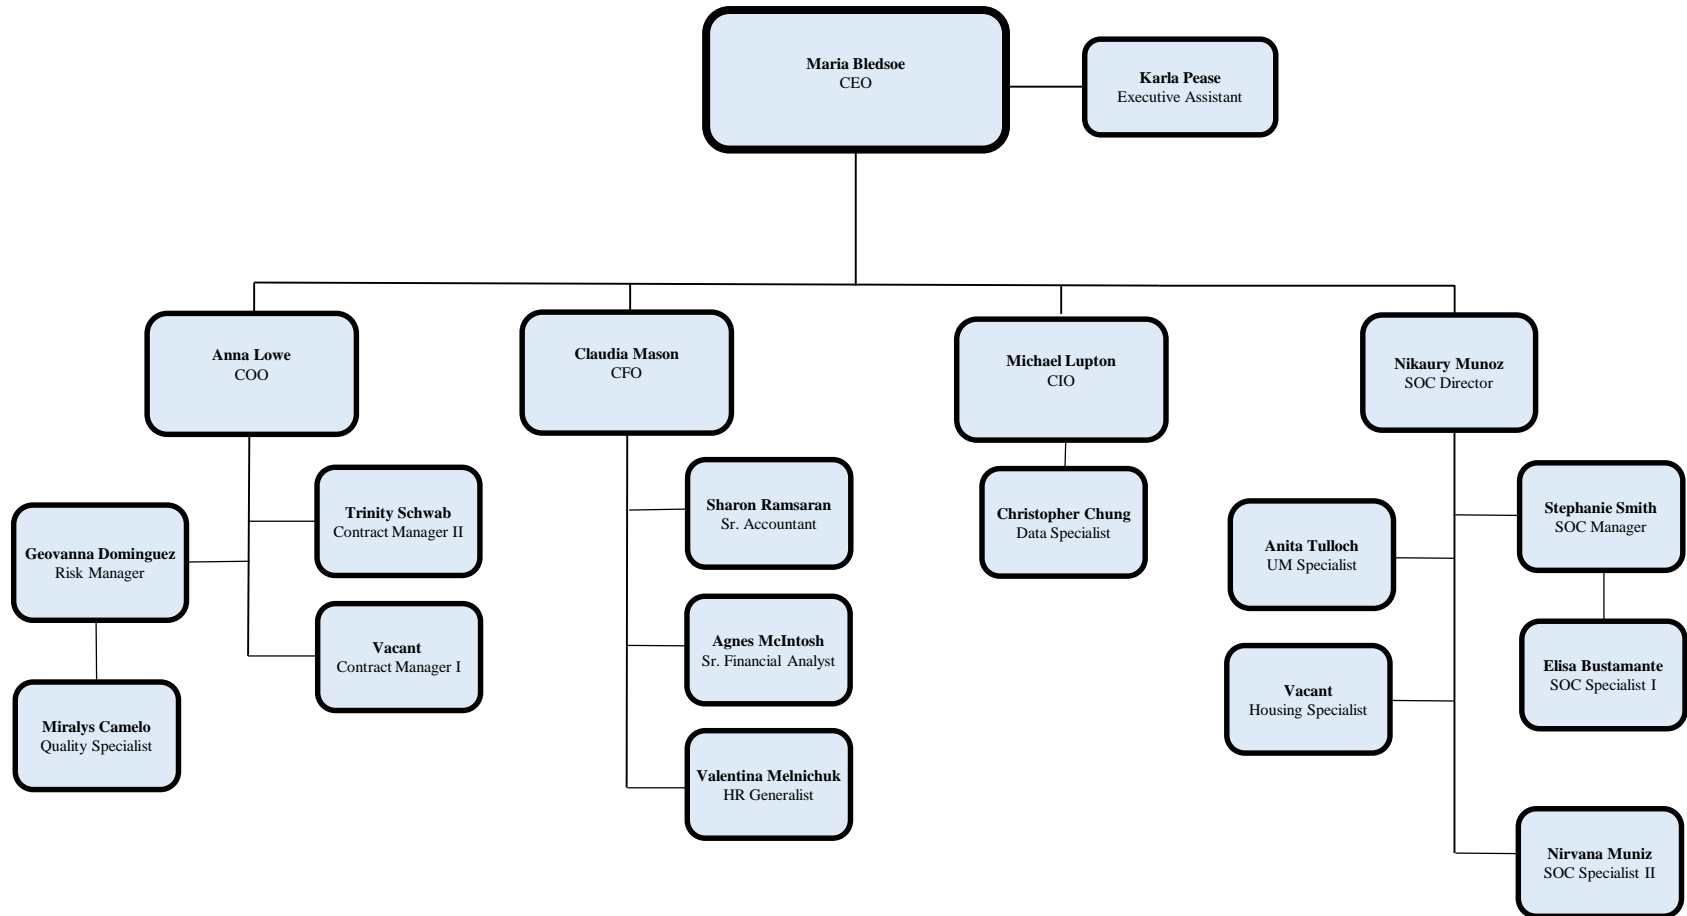 Maria Bledsoe
CEO
Karla Pease
Executive Assistant
Anna Lowe
COO
Claudia Mason
CFO
Michael Lupton
CIO
Nikaury Munoz
SOC Director
Geovanna Dominguez
Risk Manager
Miralys Camelo
Quality Specialist
Trinity Schwab
Contract Manager II
Vacant
Contract Manager I
Sharon Ramsaran
Sr. Accountant
Agnes McIntosh
Sr. Financial Analyst
Valentina Melnichuk
HR Generalist
Christopher Chung
Data Specialist
Anita Tulloch
UM Specialist
Vacant
Housing Specialist
Stephanie Smith
SOC Manager
Elisa Bustamante
SOC Specialist I
Nirvana Muniz
SOC Specialist II